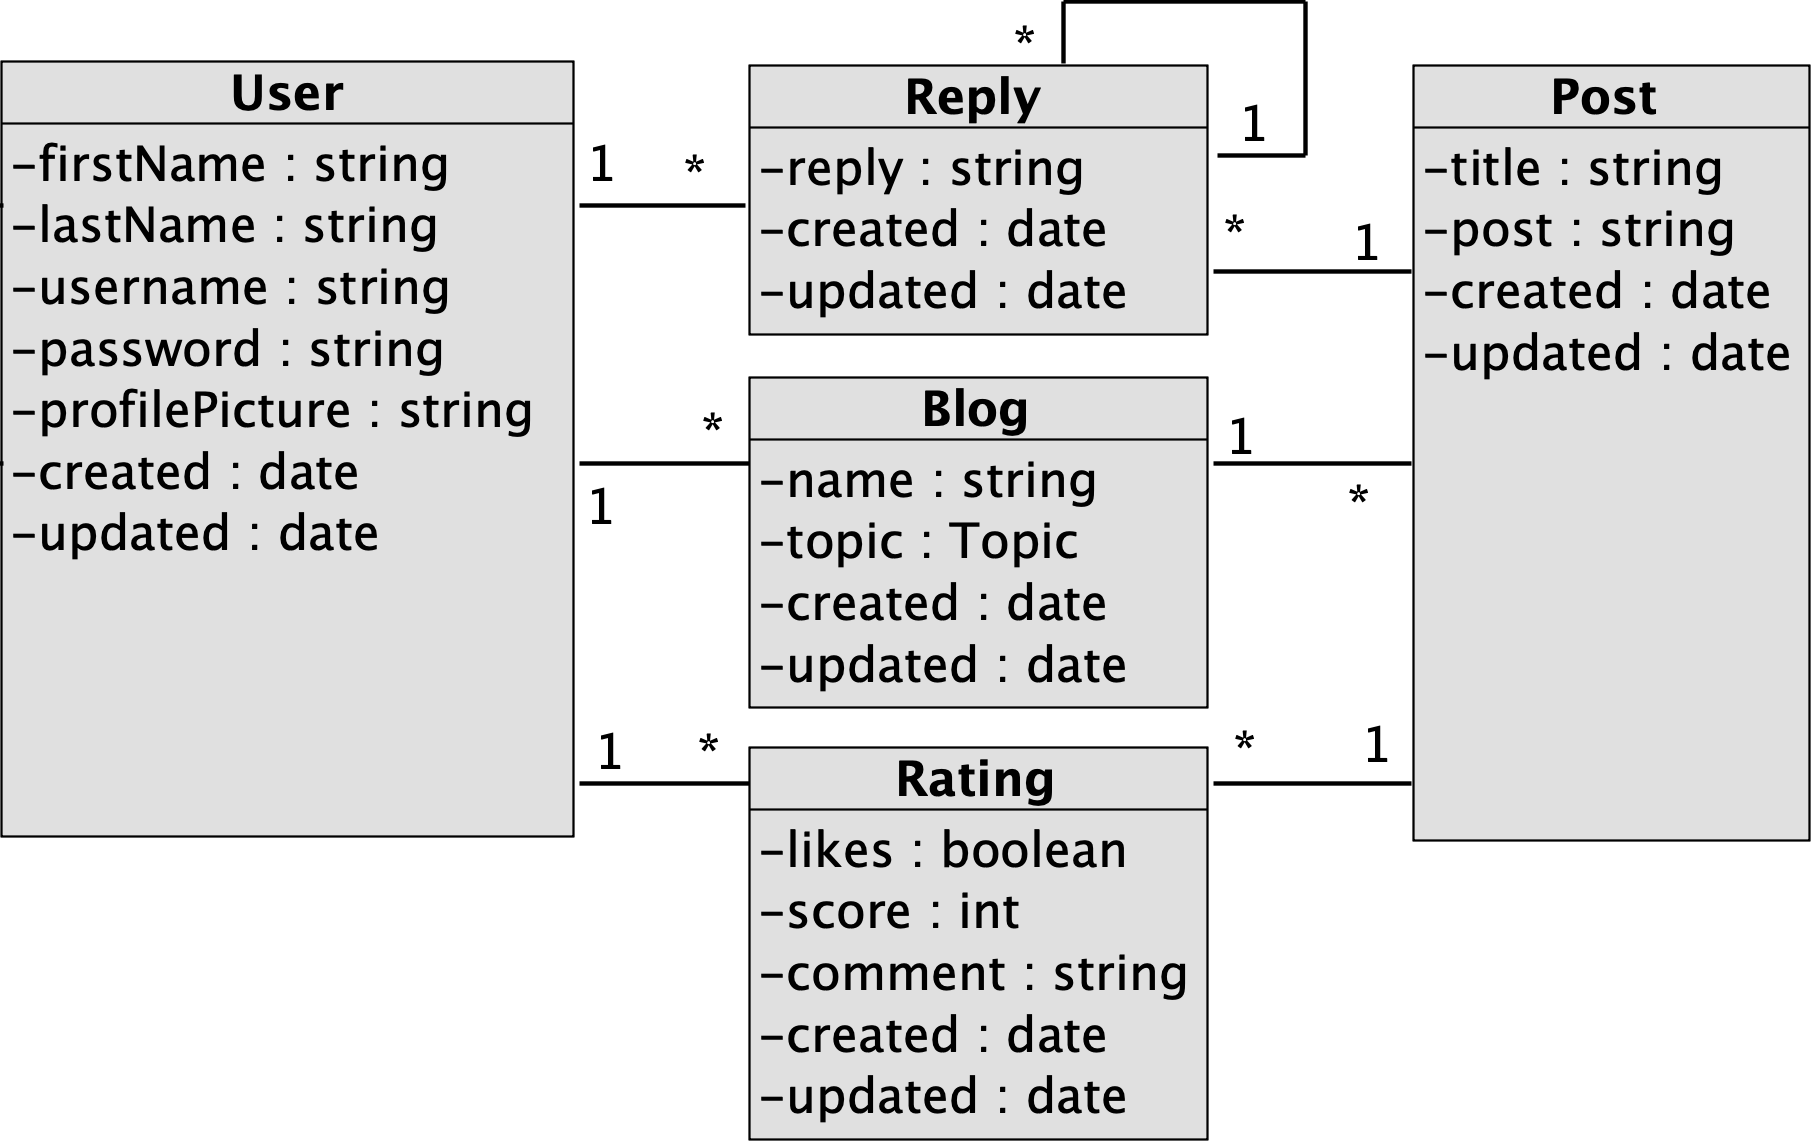 User
-firstName : string
-lastName : string
-username : string
-password : string
-profilePicture : string
-created : date
-updated : date
1 *
* 1
1 *
* 1
Reply
-reply : string
-created : date
-updated : date
* 1
Blog
-name : string
-topic : Topic
-created : date
-updated : date
1 *
Rating
-likes : boolean
-score : int
-comment : string
-created : date
-updated : date
* 1
Post
-title : string
-post : string
-created : date
-updated : date